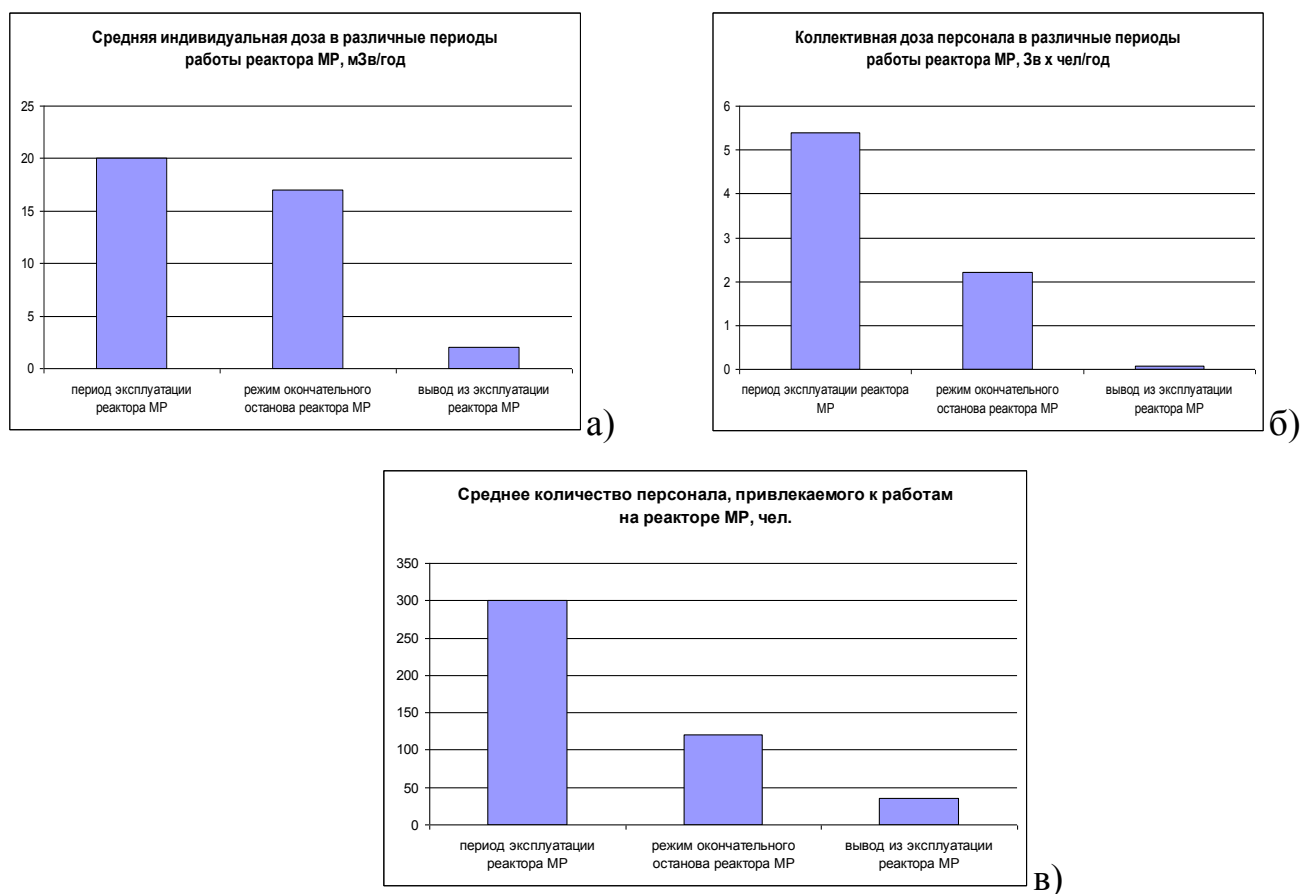 Средняя индивидуальная доза в различные периоды
работы реактора МР, мЗв/год
25
20
15
10
5
0
период эксплуатации
реактора МР
режим окончательного
останова реактора МР
вывод из эксплуатации
реактора МР
а)
Коллективная доза персонала в различные периоды
работы реактора МР, Зв х чел/год
6
5
4
3
2
1
0
период эксплуатации реактора
МР
режим окончательного
останова реактора МР
вывод из эксплуатации
реактора МР
б)
Среднее количество персонала, привлекаемого к работам
на реакторе МР, чел.
350
300
250
200
150
100
50
0
период эксплуатации
реактора МР
режим окончательного
останова реактора МР
вывод из эксплуатации
реактора МР
в)